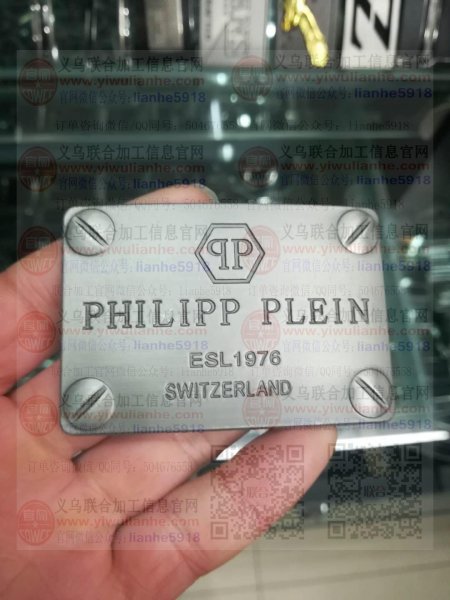 PP
PHILIPP PLEIN
ESL1976
SWITZERLAND
义乌联合加工信息官网
www.yiwulianhe.com
官网微信公众号: lianhe5918